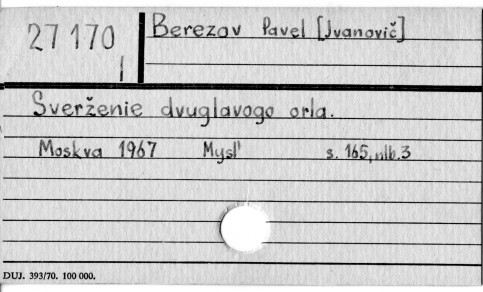 27 170
Berezov Pavel [Ivanovič]
Sverženie dvuglavogo orla.
Moskva 1967 Mysl' s. 165, nlb. 3
DUJ. 393/70. 100 000.